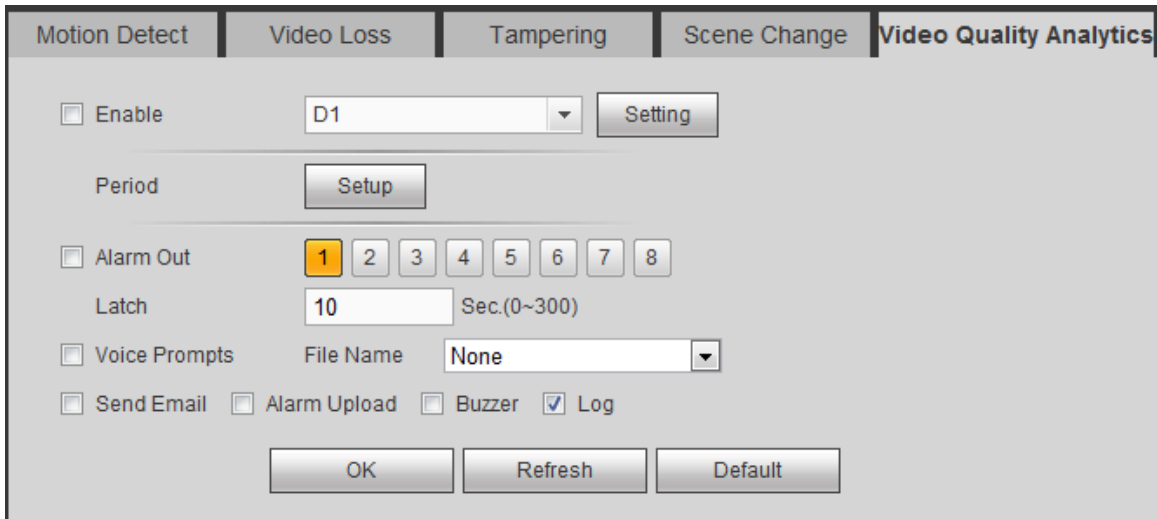 Motion Detect Video Loss Tampering Scene Change Video Quality Analytics
Enable D1 Setting
Period Setup
Alarm Out 1 2 3 4 5 6 7 8
Latch 10 Sec.(0~300)
Voice Prompts File Name None
Send Email Alarm Upload Buzzer Log
OK Refresh Default